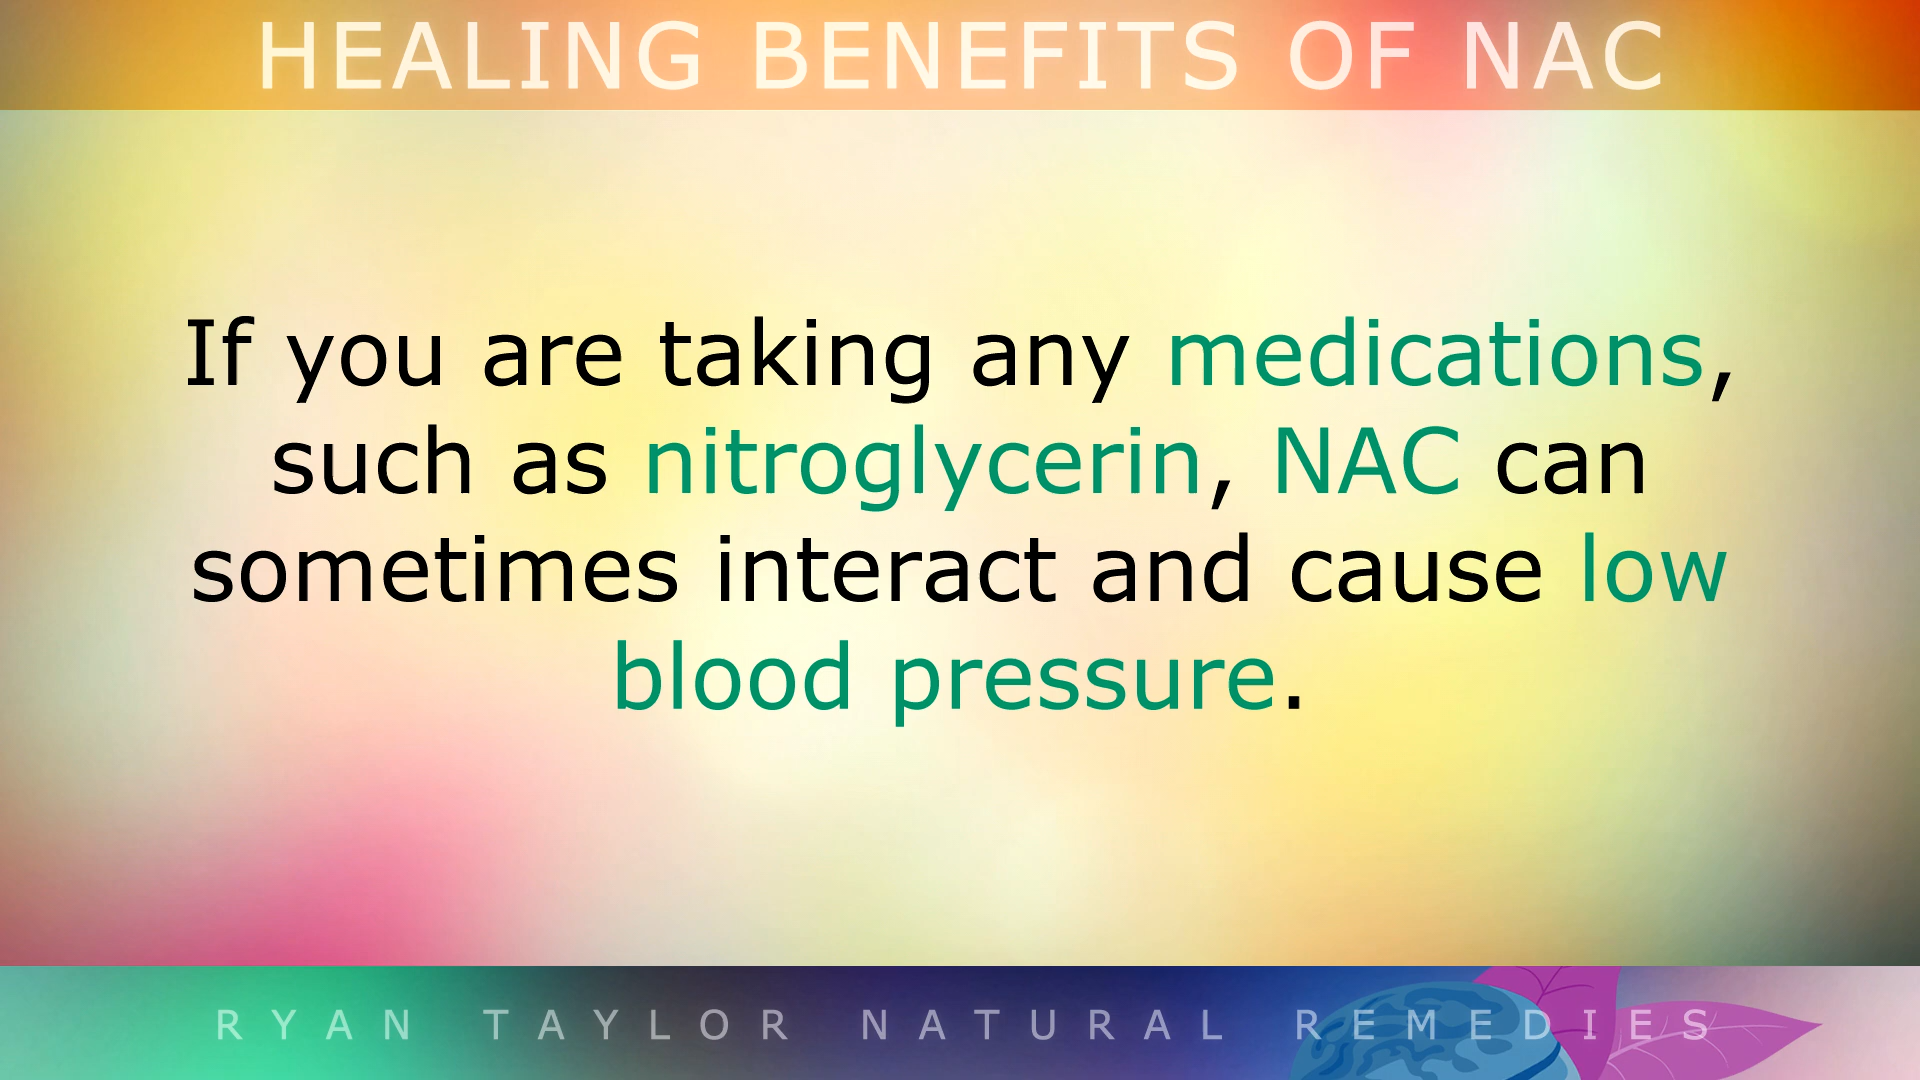 HEALING BENEFITS OF NAC
If you are taking any medications,
such as nitroglycerin, NAC can
sometimes interact and cause low
blood pressure.
RYAN TAYLOR NATURAL REMEDIES